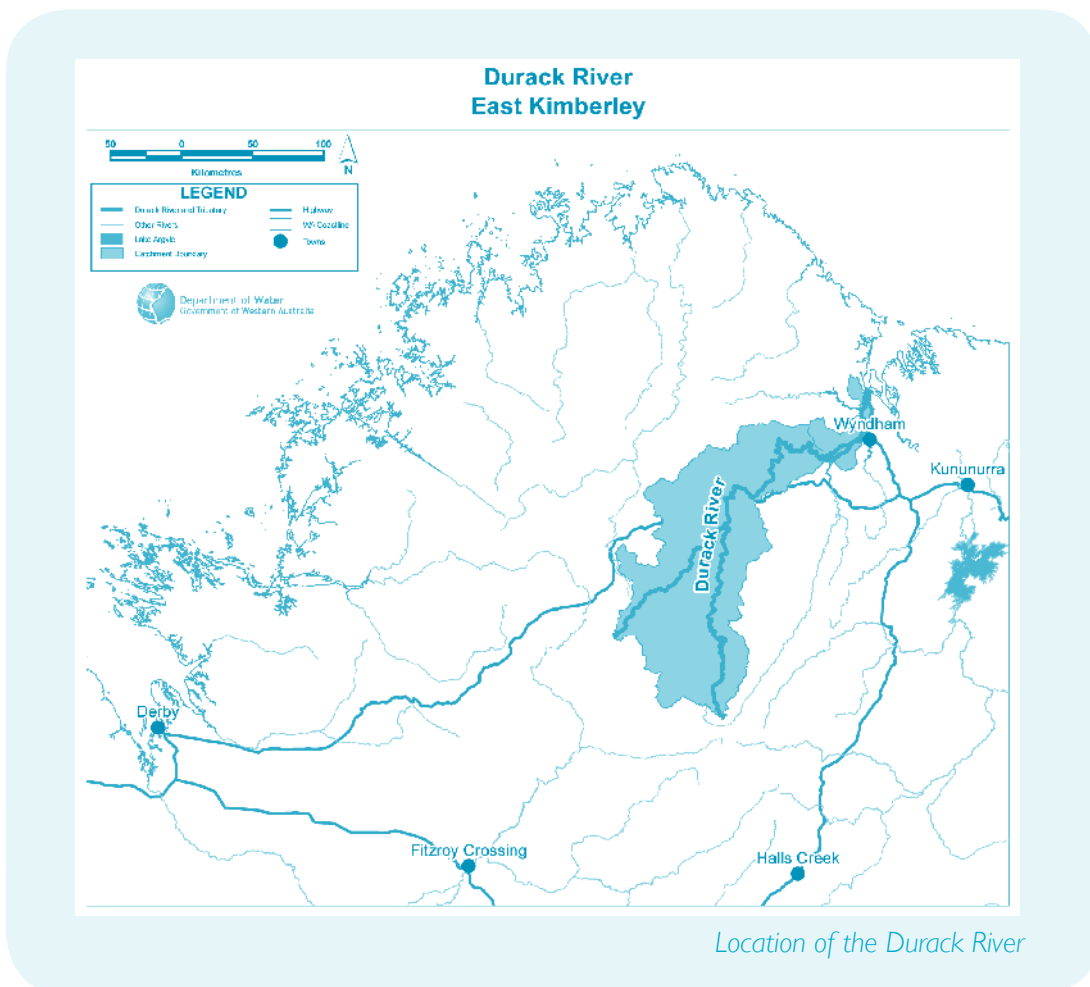 Durack River
East Kimberley
50 0 50 100
Kilometres
N
LEGEND
Durack River and Tributary
Other Rivers
Lake Argyle
Catchment Boundary
Highway
WA Coastline
Towns
Department of Water
Government of Western Australia
Wyndham
Kununurra
Durack River
Derby
Fitzroy Crossing
Halls Creek
Location of the Durack River